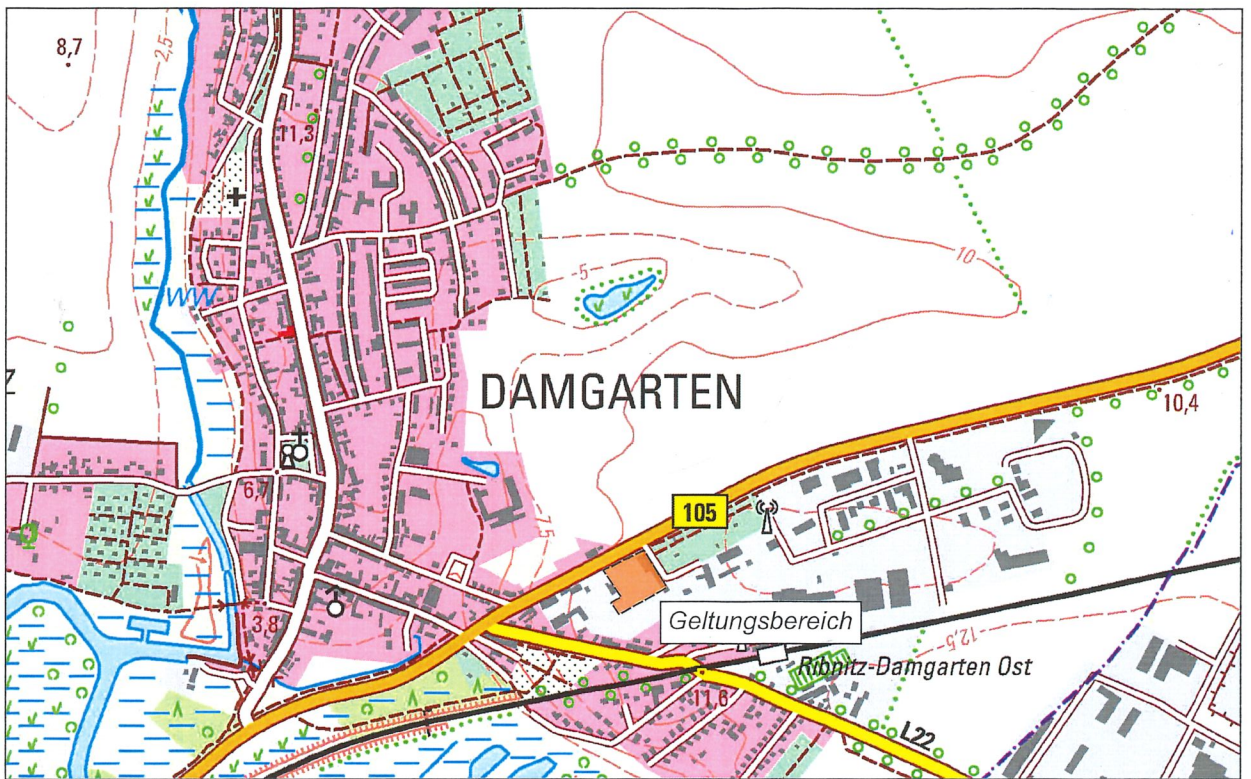 8,7
2,5
11,3
5
10
WW
Z
DAMGARTEN
10,4
6,7
7,5
105
3,8
Geltungsbereich
12,5
Ribnitz-Damgarten Ost
11,6
L22